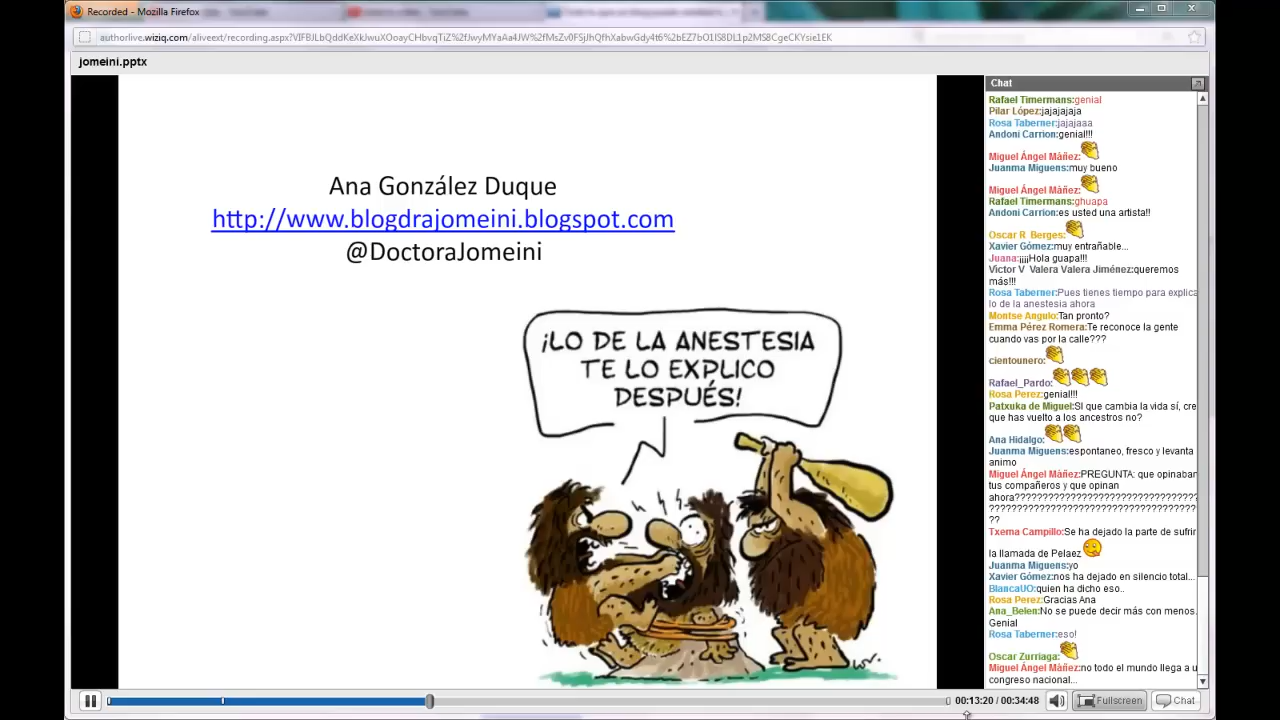 Recorded - Mozilla Firefox
jomeini.pptx
Ana González Duque
http://www.blogdrajomeini.blogspot.com
@DoctoraJomeini
¡LO DE LA ANESTESIA
TE LO EXPLICO
DESPUÉS!
Chat
Rafael Timermans:genial
Pilar López:jajajajaja
Rosa Taberner:jajajaaa
Andoni Carrion:genial!!!
Miguel Ángel Máñez:
Juanma Miguens:muy bueno
Miguel Ángel Máñez:
Rafael Timermans:ghuapa
Andoni Carrion:es usted una artista!!
Oscar R Berges:
Xavier Gómez:muy entrañable...
Juana:¡¡¡¡Hola guapa!!!
Víctor V Valera Valera Jiménez:queremos
más!!!
Rosa Taberner:Pues tienes tiempo para explica
lo de la anestesia ahora
Montse Angulo:Tan pronto?
Emma Pérez Romera:Te reconoce la gente
cuando vas por la calle???
cientounero:
Rafael_Pardo:
Rosa Perez:genial!!!
Patxuka de Miguel:SI que cambia la vida sí, cre
que has vuelto a los ancestros no?
Ana Hidalgo:
Juanma Miguens:espontaneo, fresco y levanta
animo
Miguel Ángel Máñez:PREGUNTA: que opinaban
tus compañeros y que opinan
ahora???????????????????????????????
????????????????????????????????????
??
Txema Campillo:Se ha dejado la parte de sufrir
la llamada de Pelaez
Juanma Miguens:yo
Xavier Gómez:nos ha dejado en silencio total...
BlancaUO:quien ha dicho eso..
Rosa Perez:Gracias Ana
Ana_Belen:No se puede decir más con menos.
Genial
Rosa Taberner:eso!
Oscar Zurriaga:
Miguel Ángel Máñez:no todo el mundo llega a u
congreso nacional...
00:13:20 / 00:34:48
Fullscreen
Chat